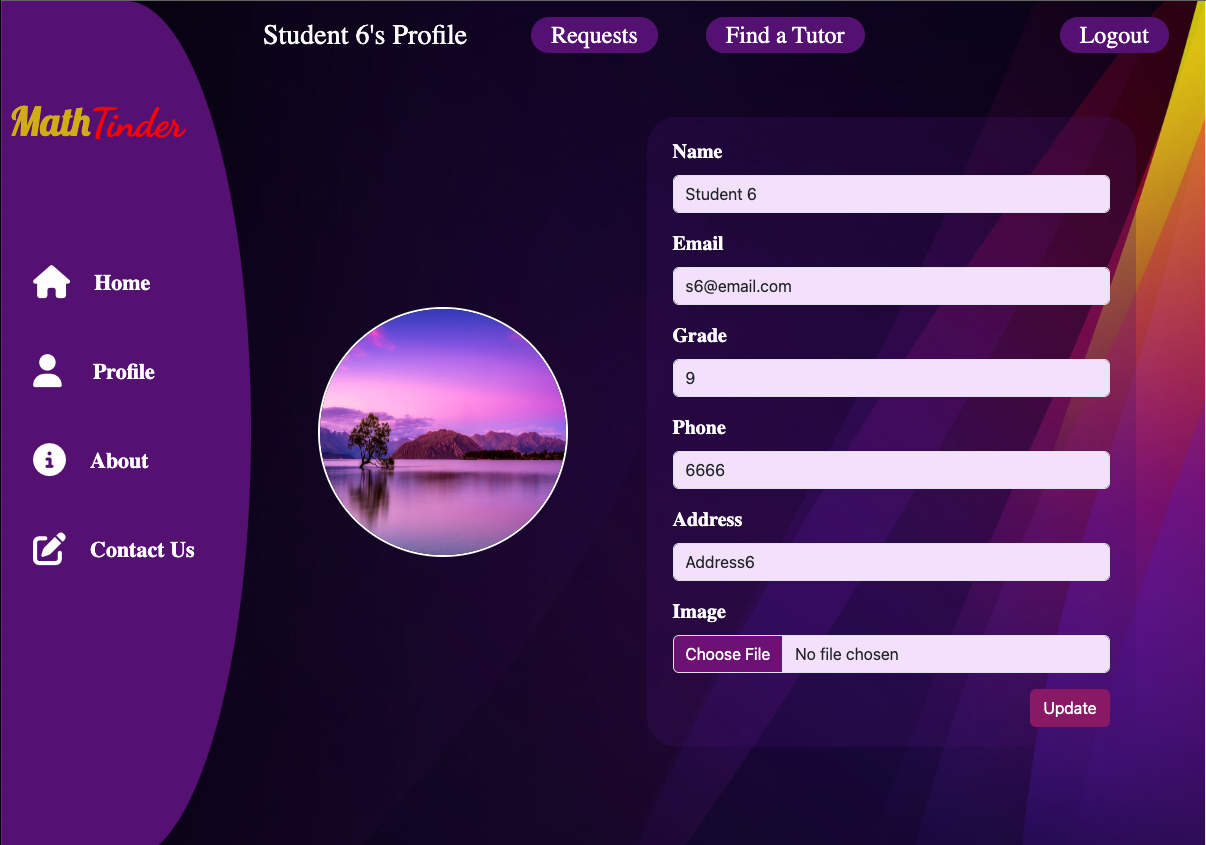 Student 6's Profile
Requests
Find a Tutor
Logout
MathTinder
Home
Profile
About
Contact Us
Name
Student 6
Email
s6@email.com
Grade
9
Phone
6666
Address
Address6
Image
Choose File No file chosen
Update